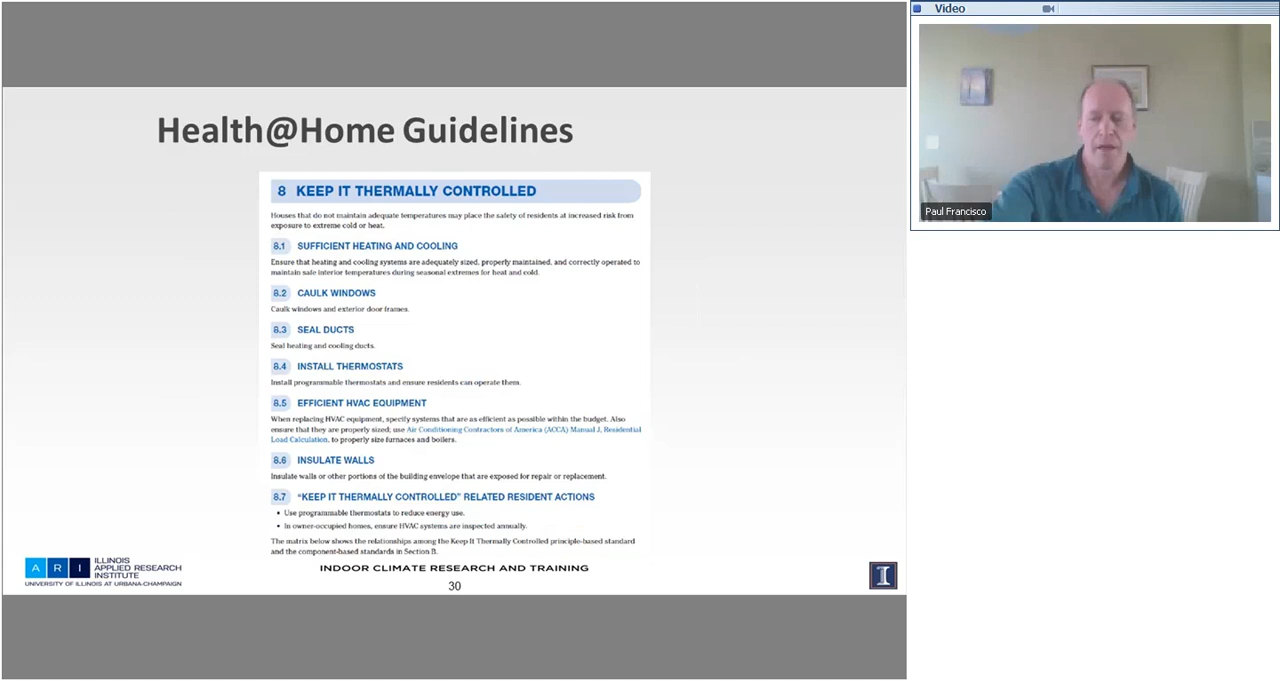 Health@Home Guidelines
8 KEEP IT THERMALLY CONTROLLED
Houses that do not maintain adequate temperatures may place the safety of residents at increased risk from
exposure to extreme cold or heat.
8.1 SUFFICIENT HEATING AND COOLING
Ensure that heating and cooling systems are adequately sized, properly maintained, and correctly operated to
maintain safe interior temperatures during seasonal extremes for heat and cold.
8.2 CAULK WINDOWS
Caulk windows and exterior door frames.
8.3 SEAL DUCTS
Seal heating and cooling ducts.
8.4 INSTALL THERMOSTATS
Install programmable thermostats and ensure residents can operate them.
8.5 EFFICIENT HVAC EQUIPMENT
When replacing HVAC equipment, specify systems that are as efficient as possible within the budget. Also
ensure that they are properly sized; use Air Conditioning Contractors of America (ACCA) Manual J, Residential
Load Calculation, to properly size furnaces and boilers.
8.6 INSULATE WALLS
Insulate walls or other portions of the building envelope that are exposed for repair or replacement.
8.7 “KEEP IT THERMALLY CONTROLLED” RELATED RESIDENT ACTIONS
• Use programmable thermostats to reduce energy use.
• In owner-occupied homes, ensure HVAC systems are inspected annually.
The matrix below shows the relationships among the Keep It Thermally Controlled principle-based standard
and the component-based standards in Section B.
A R I ILLINOIS
APPLIED RESEARCH
INSTITUTE
UNIVERSITY OF ILLINOIS AT URBANA-CHAMPAIGN
INDOOR CLIMATE RESEARCH AND TRAINING
30
I
Video
Paul Francisco